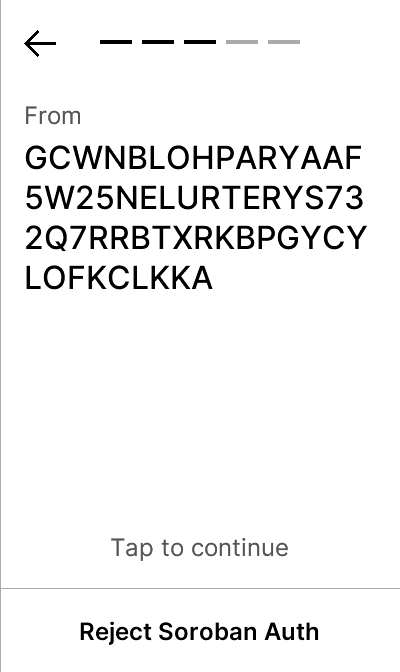 From
GCWNBLOHPARYAAF
5W25NELURTERYS73
2Q7RRBTXRKBPGYCY
LOFKCLKKA
Tap to continue
Reject Soroban Auth